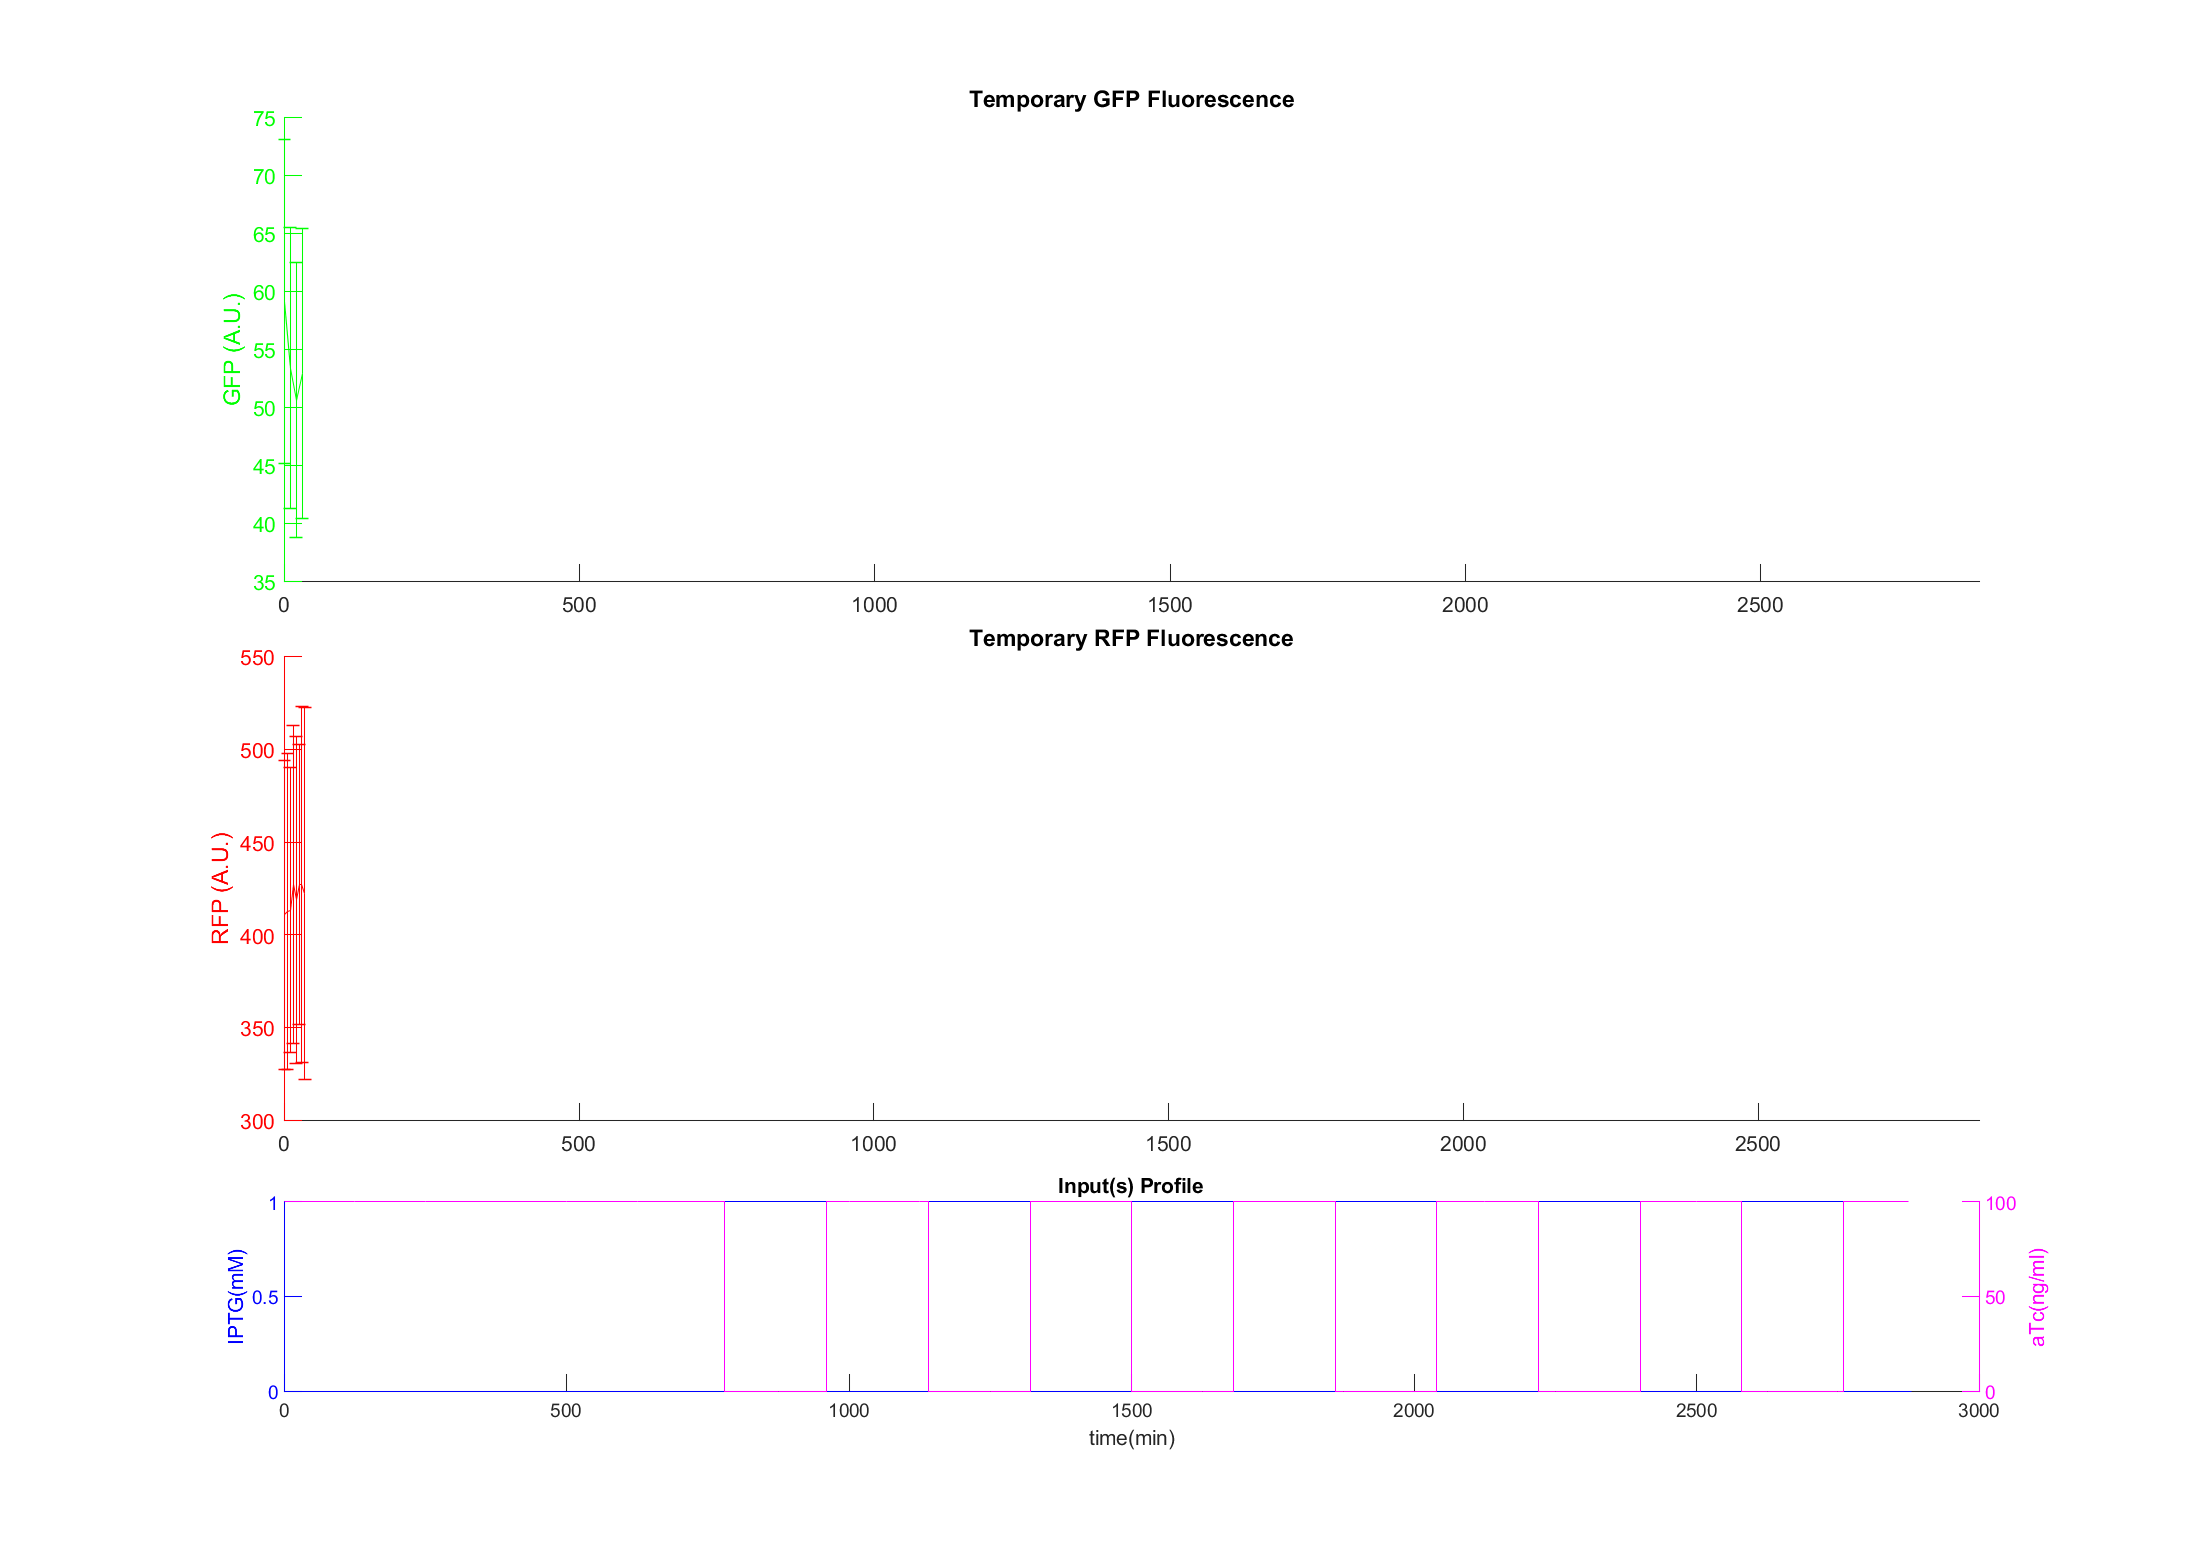 Temporary GFP Fluorescence
75
70
65
60
55
50
45
40
35
GFP (A.U.)
0 500 1000 1500 2000 2500
Temporary RFP Fluorescence
550
500
450
400
350
300
RFP (A.U.)
0 500 1000 1500 2000 2500
Input(s) Profile
1 100
0.5 50
0 0
IPTG(mM)
aTc(ng/ml)
0 500 1000 1500 2000 2500 3000
time(min)